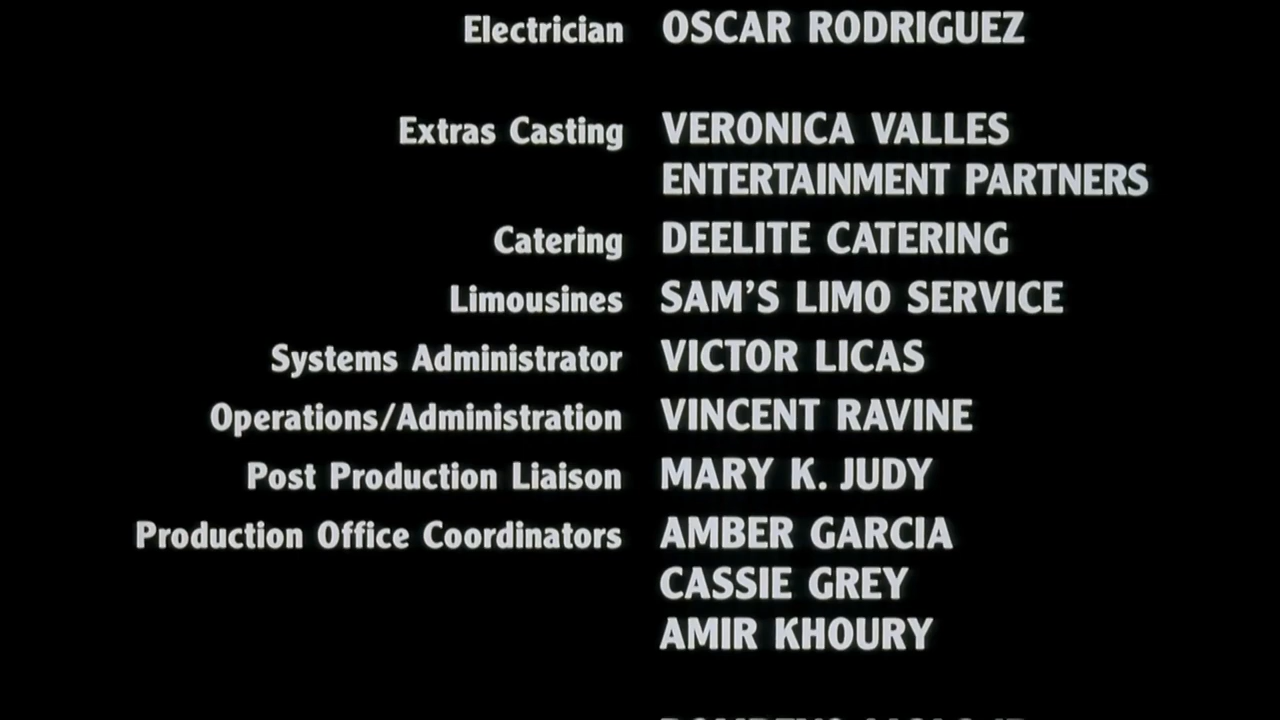 Electrician OSCAR RODRIGUEZ
Extras Casting VERONICA VALLES
ENTERTAINMENT PARTNERS
Catering DEELITE CATERING
Limousines SAM'S LIMO SERVICE
Systems Administrator VICTOR LICAS
Operations/Administration VINCENT RAVINE
Post Production Liaison MARY K. JUDY
Production Office Coordinators AMBER GARCIA
CASSIE GREY
AMIR KHOURY